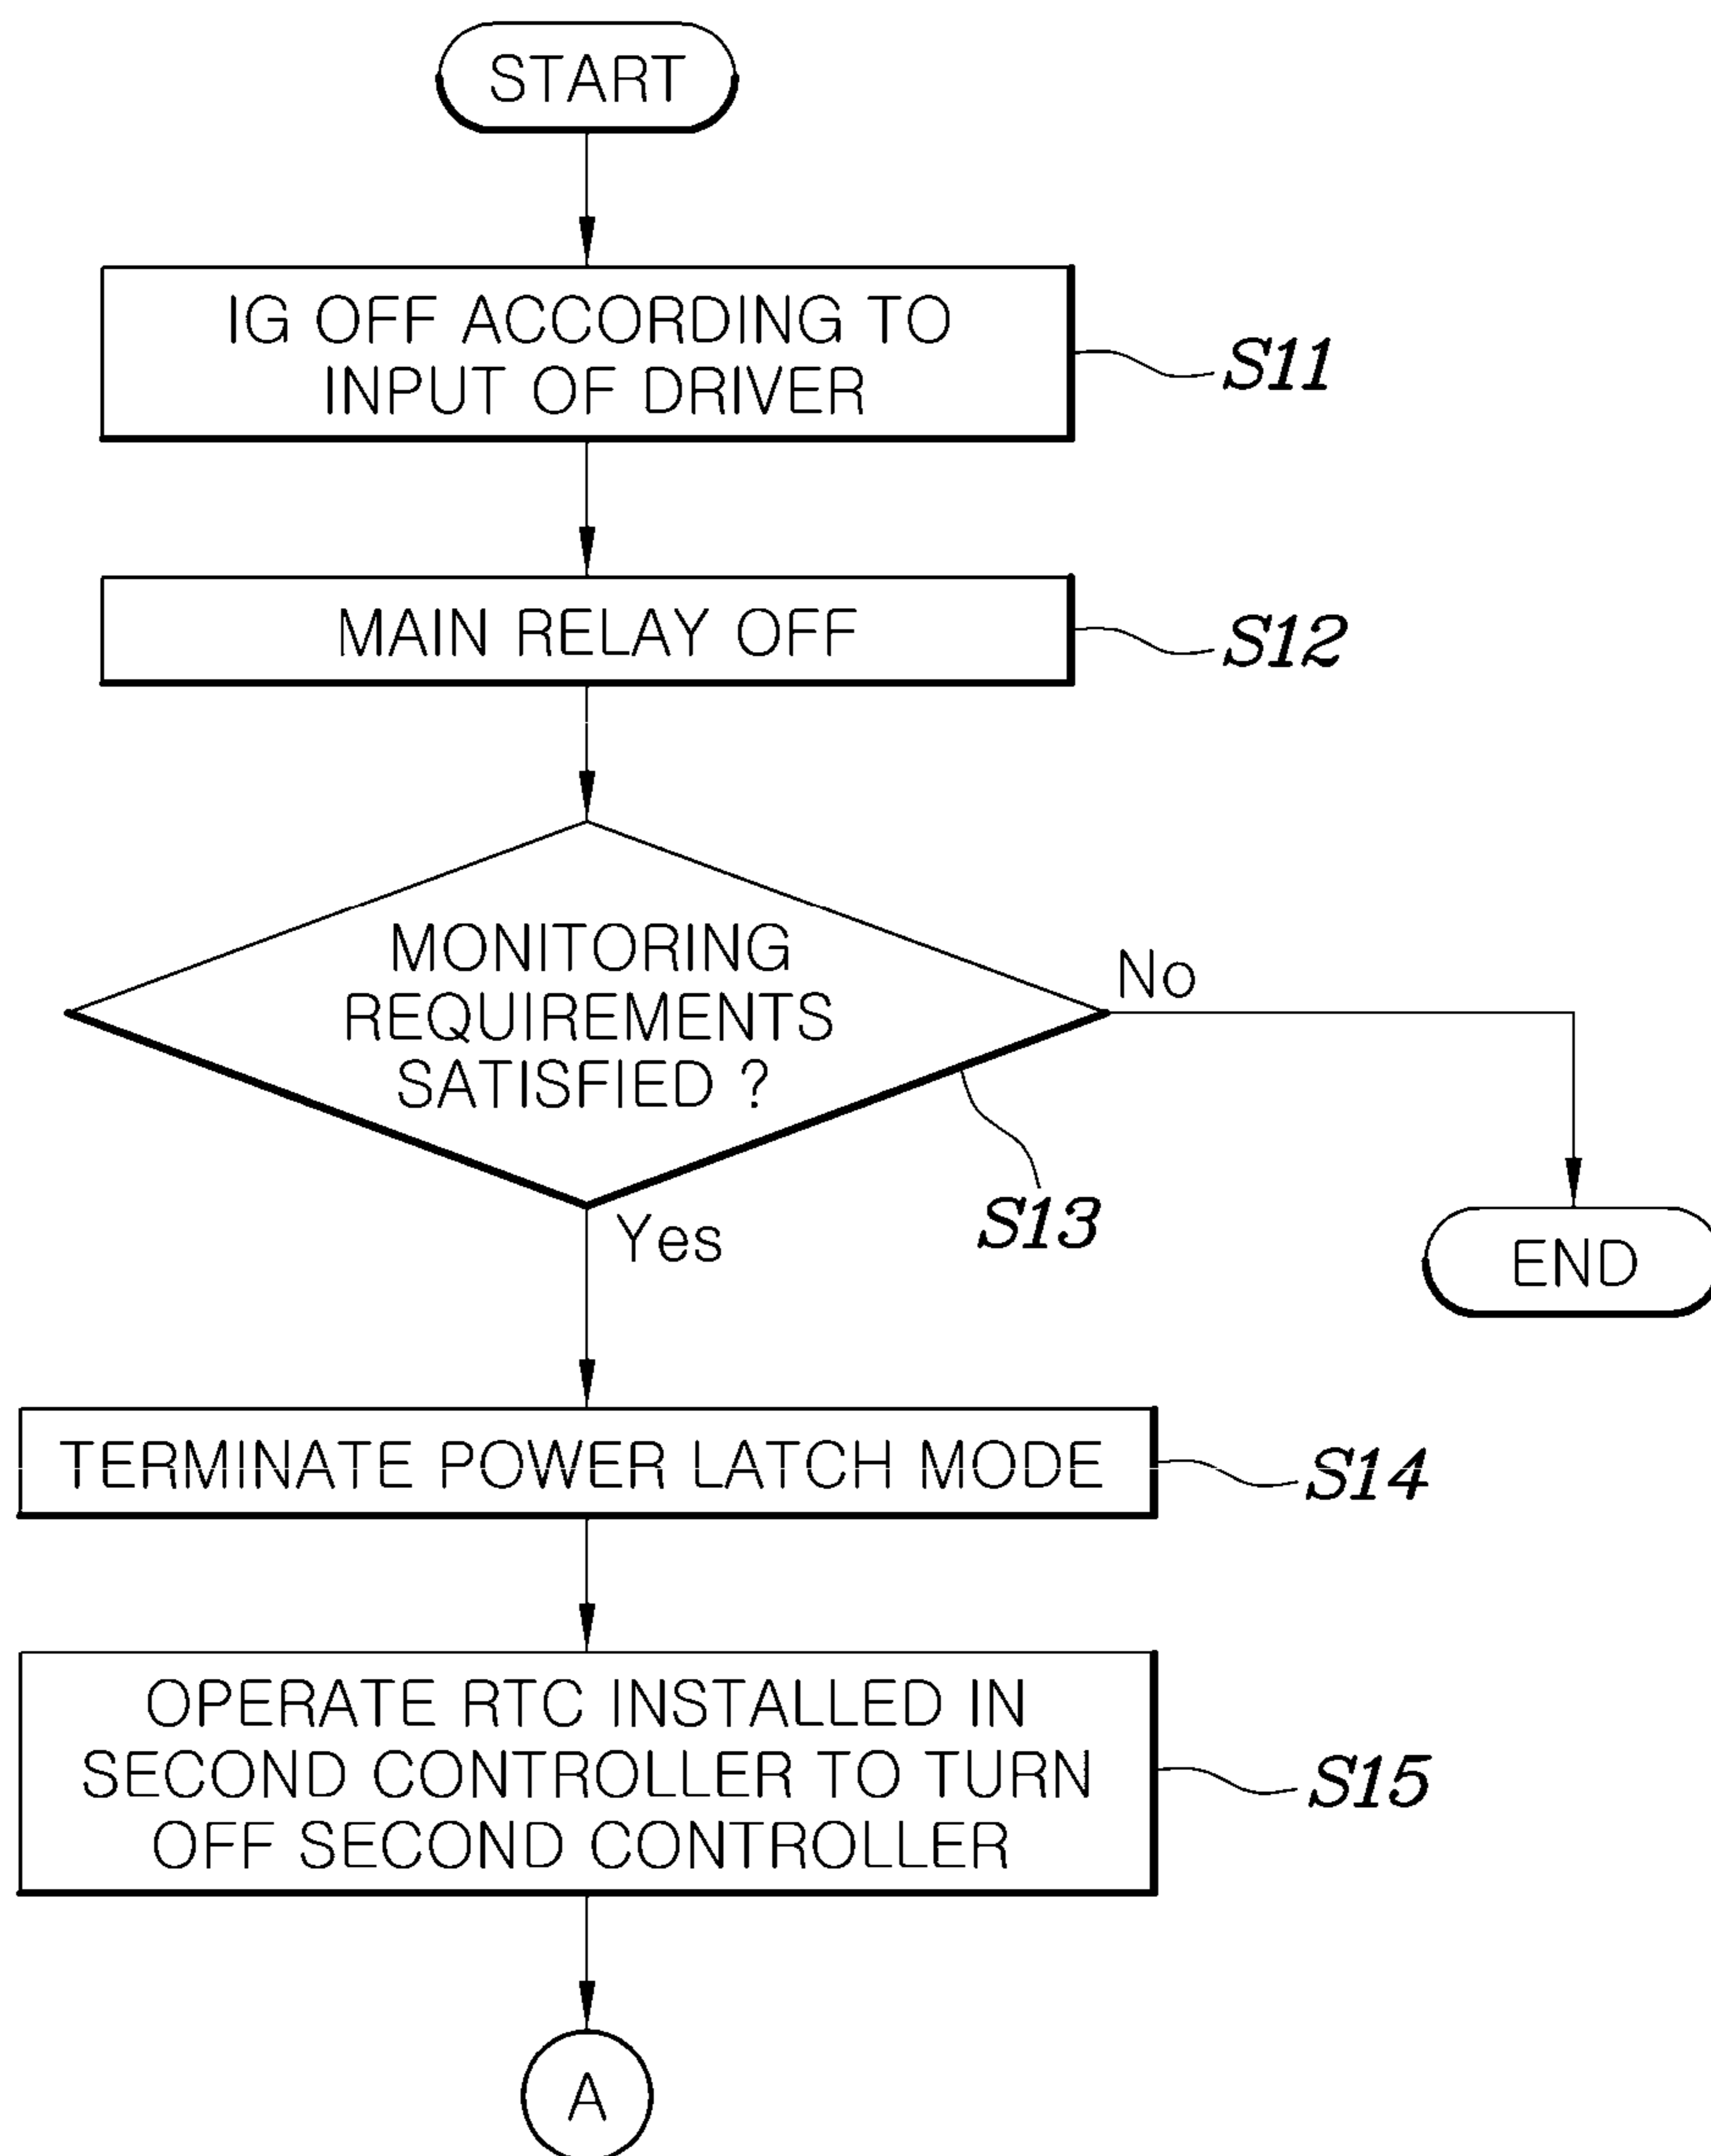 START
IG OFF ACCORDING TO
INPUT OF DRIVER
S11
MAIN RELAY OFF
S12
MONITORING
REQUIREMENTS
SATISFIED ?
No
S13
Yes
END
TERMINATE POWER LATCH MODE
S14
OPERATE RTC INSTALLED IN
SECOND CONTROLLER TO TURN
OFF SECOND CONTROLLER
S15
A